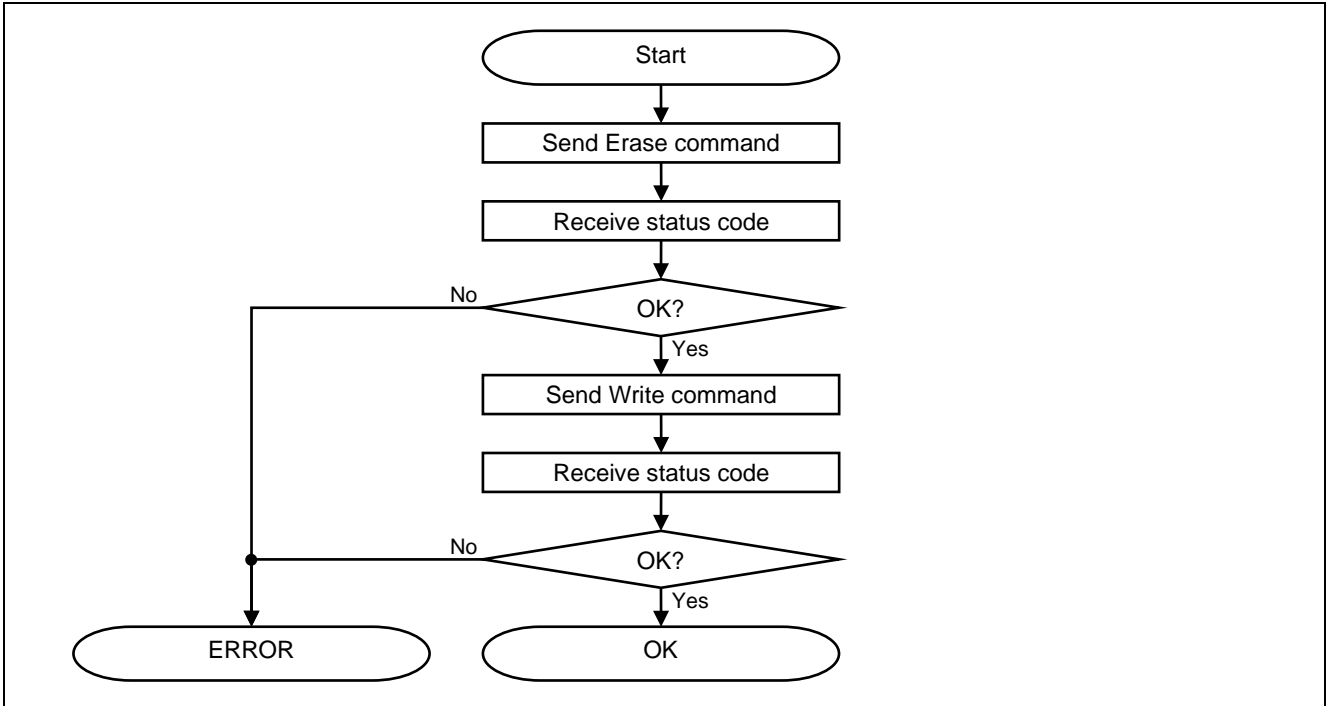 Start
Send Erase command
Receive status code
No
OK?
Yes
Send Write command
Receive status code
No
OK?
Yes
ERROR
OK